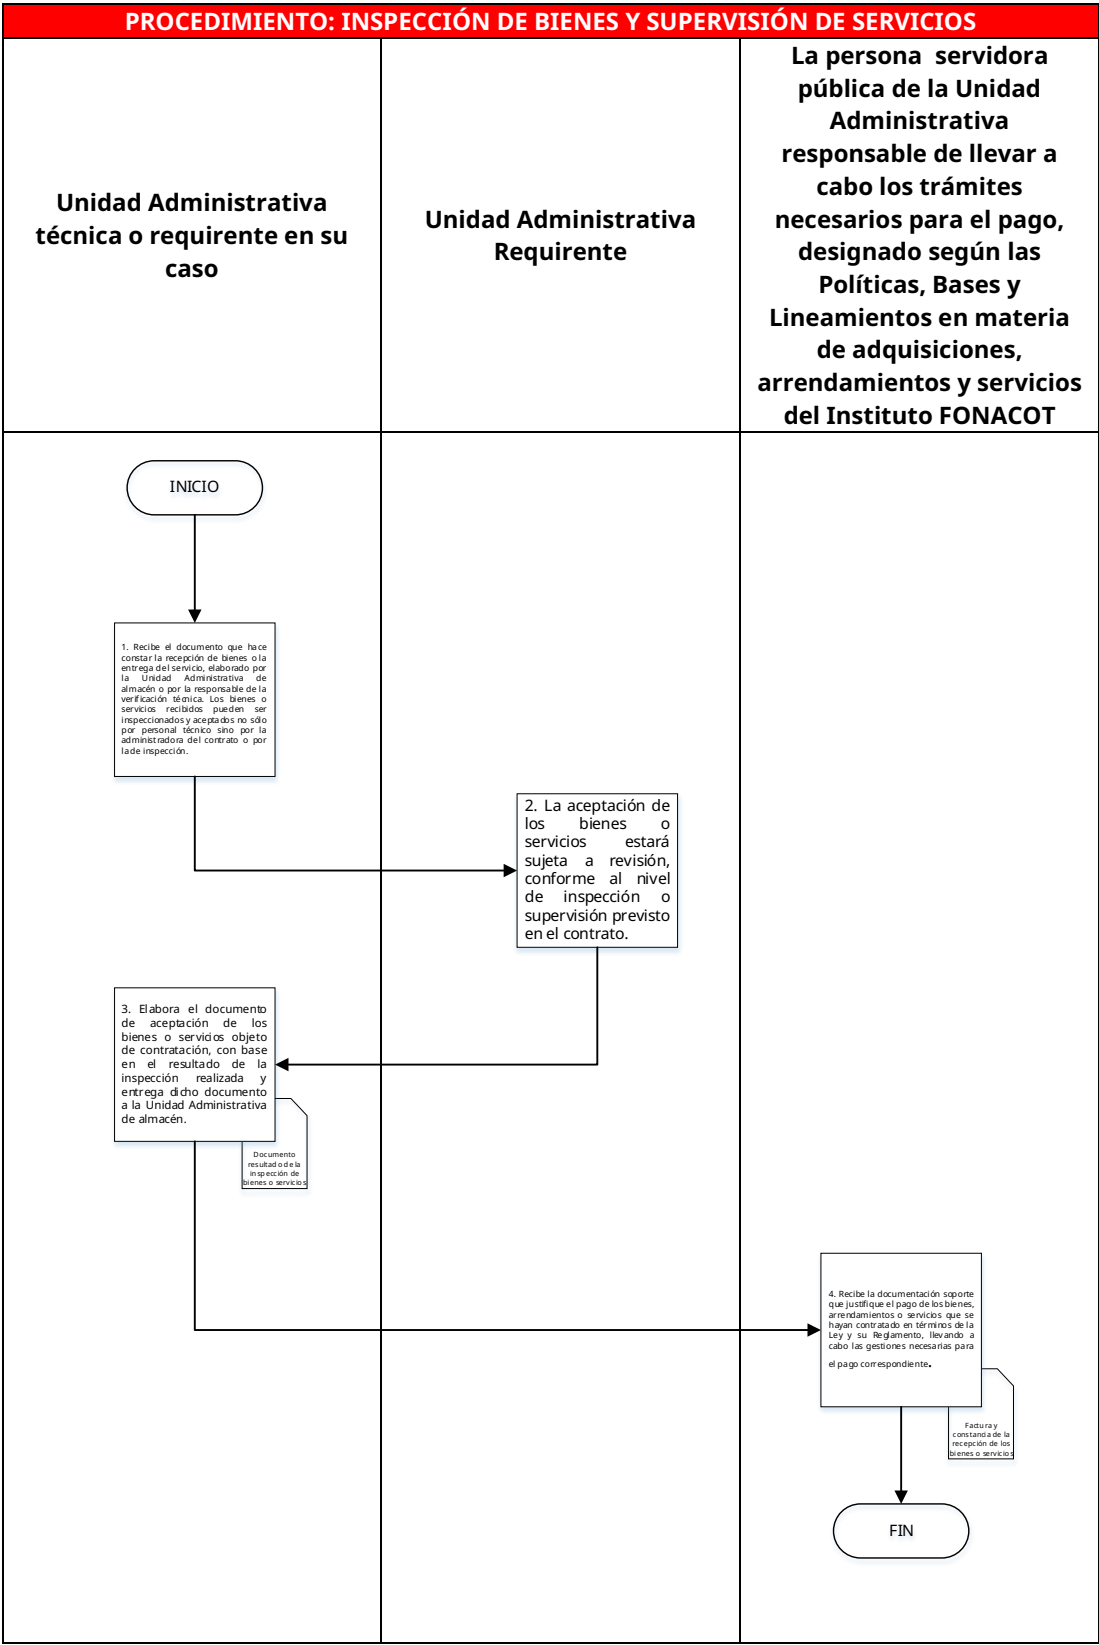 PROCEDIMIENTO: INSPECCIÓN DE BIENES Y SUPERVISIÓN DE SERVICIOS
Unidad Administrativa
técnica o requirente en su
caso
Unidad Administrativa
Requirente
La persona servidora
pública de la Unidad
Administrativa
responsable de llevar a
cabo los trámites
necesarios para el pago,
designado según las
Políticas, Bases y
Lineamientos en materia
de adquisiciones,
arrendamientos y servicios
del Instituto FONACOT
INICIO
1. Recibe el documento que hace
constar la recepción de bienes o la
entrega del servicio, elaborado por
la Unidad Administrativa de
almacén o por la responsable de la
verificación técnica. Los bienes o
servicios recibidos pueden ser
inspeccionados y aceptados no sólo
por personal técnico sino por la
administradora del contrato o por
la de inspección.
2. La aceptación de
los bienes o
servicios estará
sujeta a revisión,
conforme al nivel
de inspección o
supervisión previsto
en el contrato.
3. Elabora el documento
de aceptación de los
bienes o servicios objeto
de contratación, con base
en el resultado de la
inspección realizada y
entrega dicho documento
a la Unidad Administrativa
de almacén.
Documento
resultado de la
inspección de
bienes o servicios
4. Recibe la documentación soporte
que justifique el pago de los bienes,
arrendamientos o servicios que se
hayan contratado en términos de la
Ley y su Reglamento, llevando a
cabo las gestiones necesarias para
el pago correspondiente.
Factura y
constancia de la
recepción de los
bienes o servicios
FIN